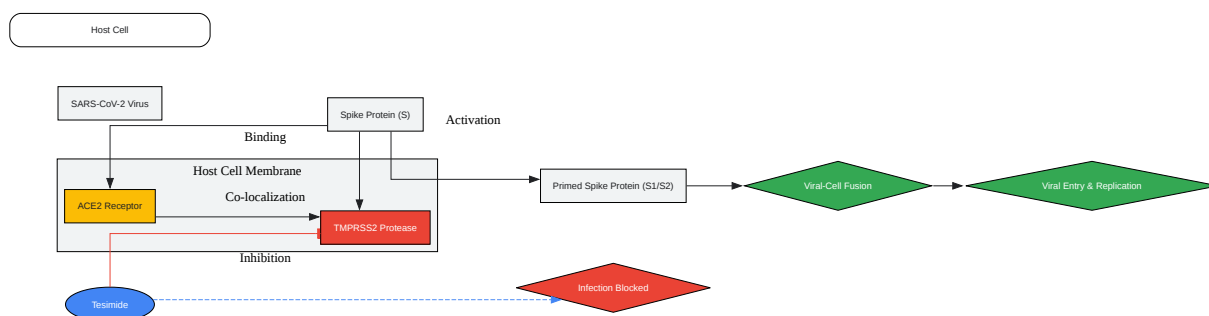 Host Cell
SARS-CoV-2 Virus
Spike Protein (S)
Activation
Binding
Host Cell Membrane
Primed Spike Protein (S1/S2)
Viral-Cell Fusion
Viral Entry & Replication
Co-localization
ACE2 Receptor
TMPRSS2 Protease
Inhibition
Infection Blocked
Tesimide